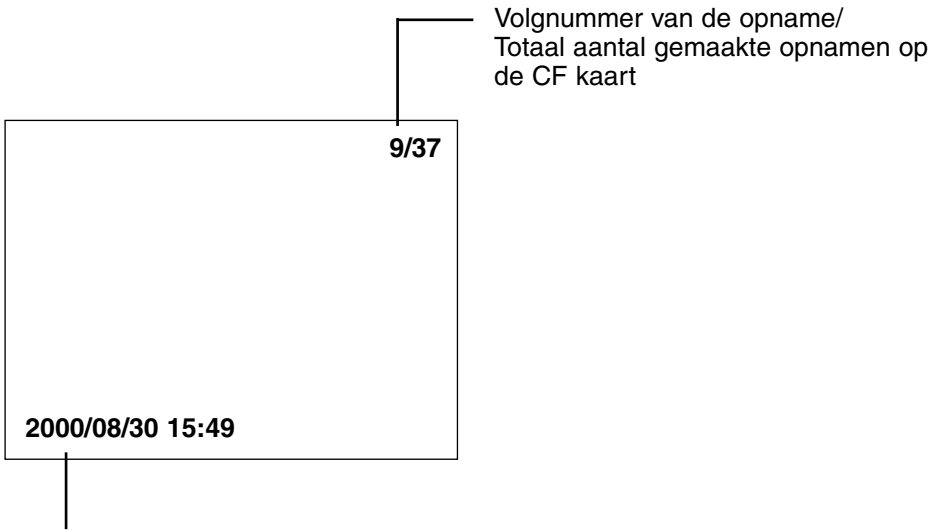 Volgnummer van de opname/
Totaal aantal gemaakte opnamen op
de CF kaart
9/37
2000/08/30 15:49